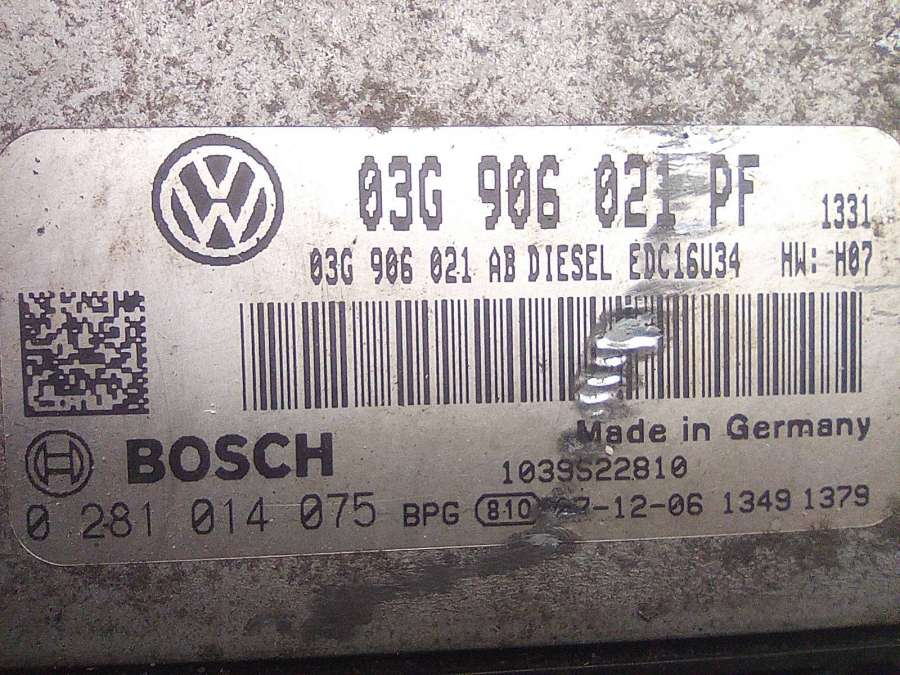 03G 906 021 PF
1331
03G 906 021 AB DIESEL EDC16U34 HW: H07
Made in Germany
BOSCH
1039S22810
0 281 014 075 BPG 810 7-12-06 1349 1379